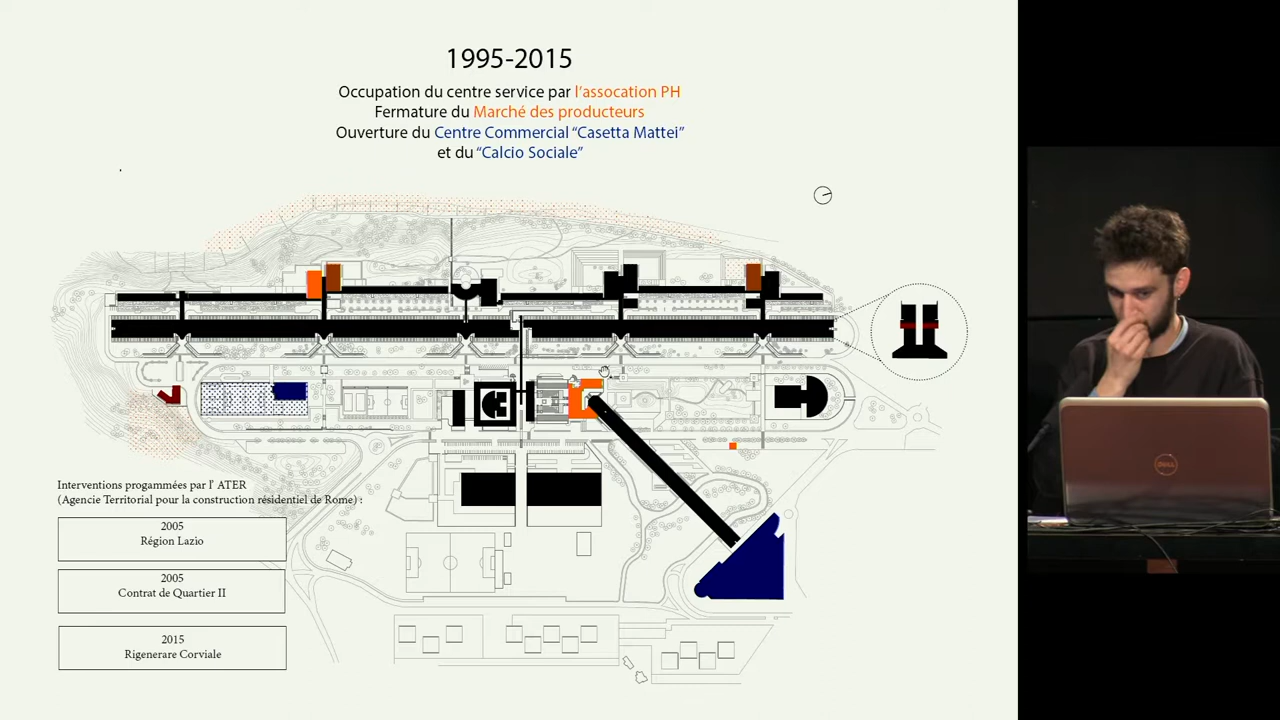 1995-2015
Occupation du centre service par l'assocation PH
Fermature du Marché des producteurs
Ouverture du Centre Commercial “Casetta Mattei”
et du “Calcio Sociale”
Interventions progammées par l' ATER
(Agencie Territorial pour la construction résidentiel de Rome) :
2005
Région Lazio
2005
Contrat de Quartier II
2015
Rigenerare Corviale
DELL